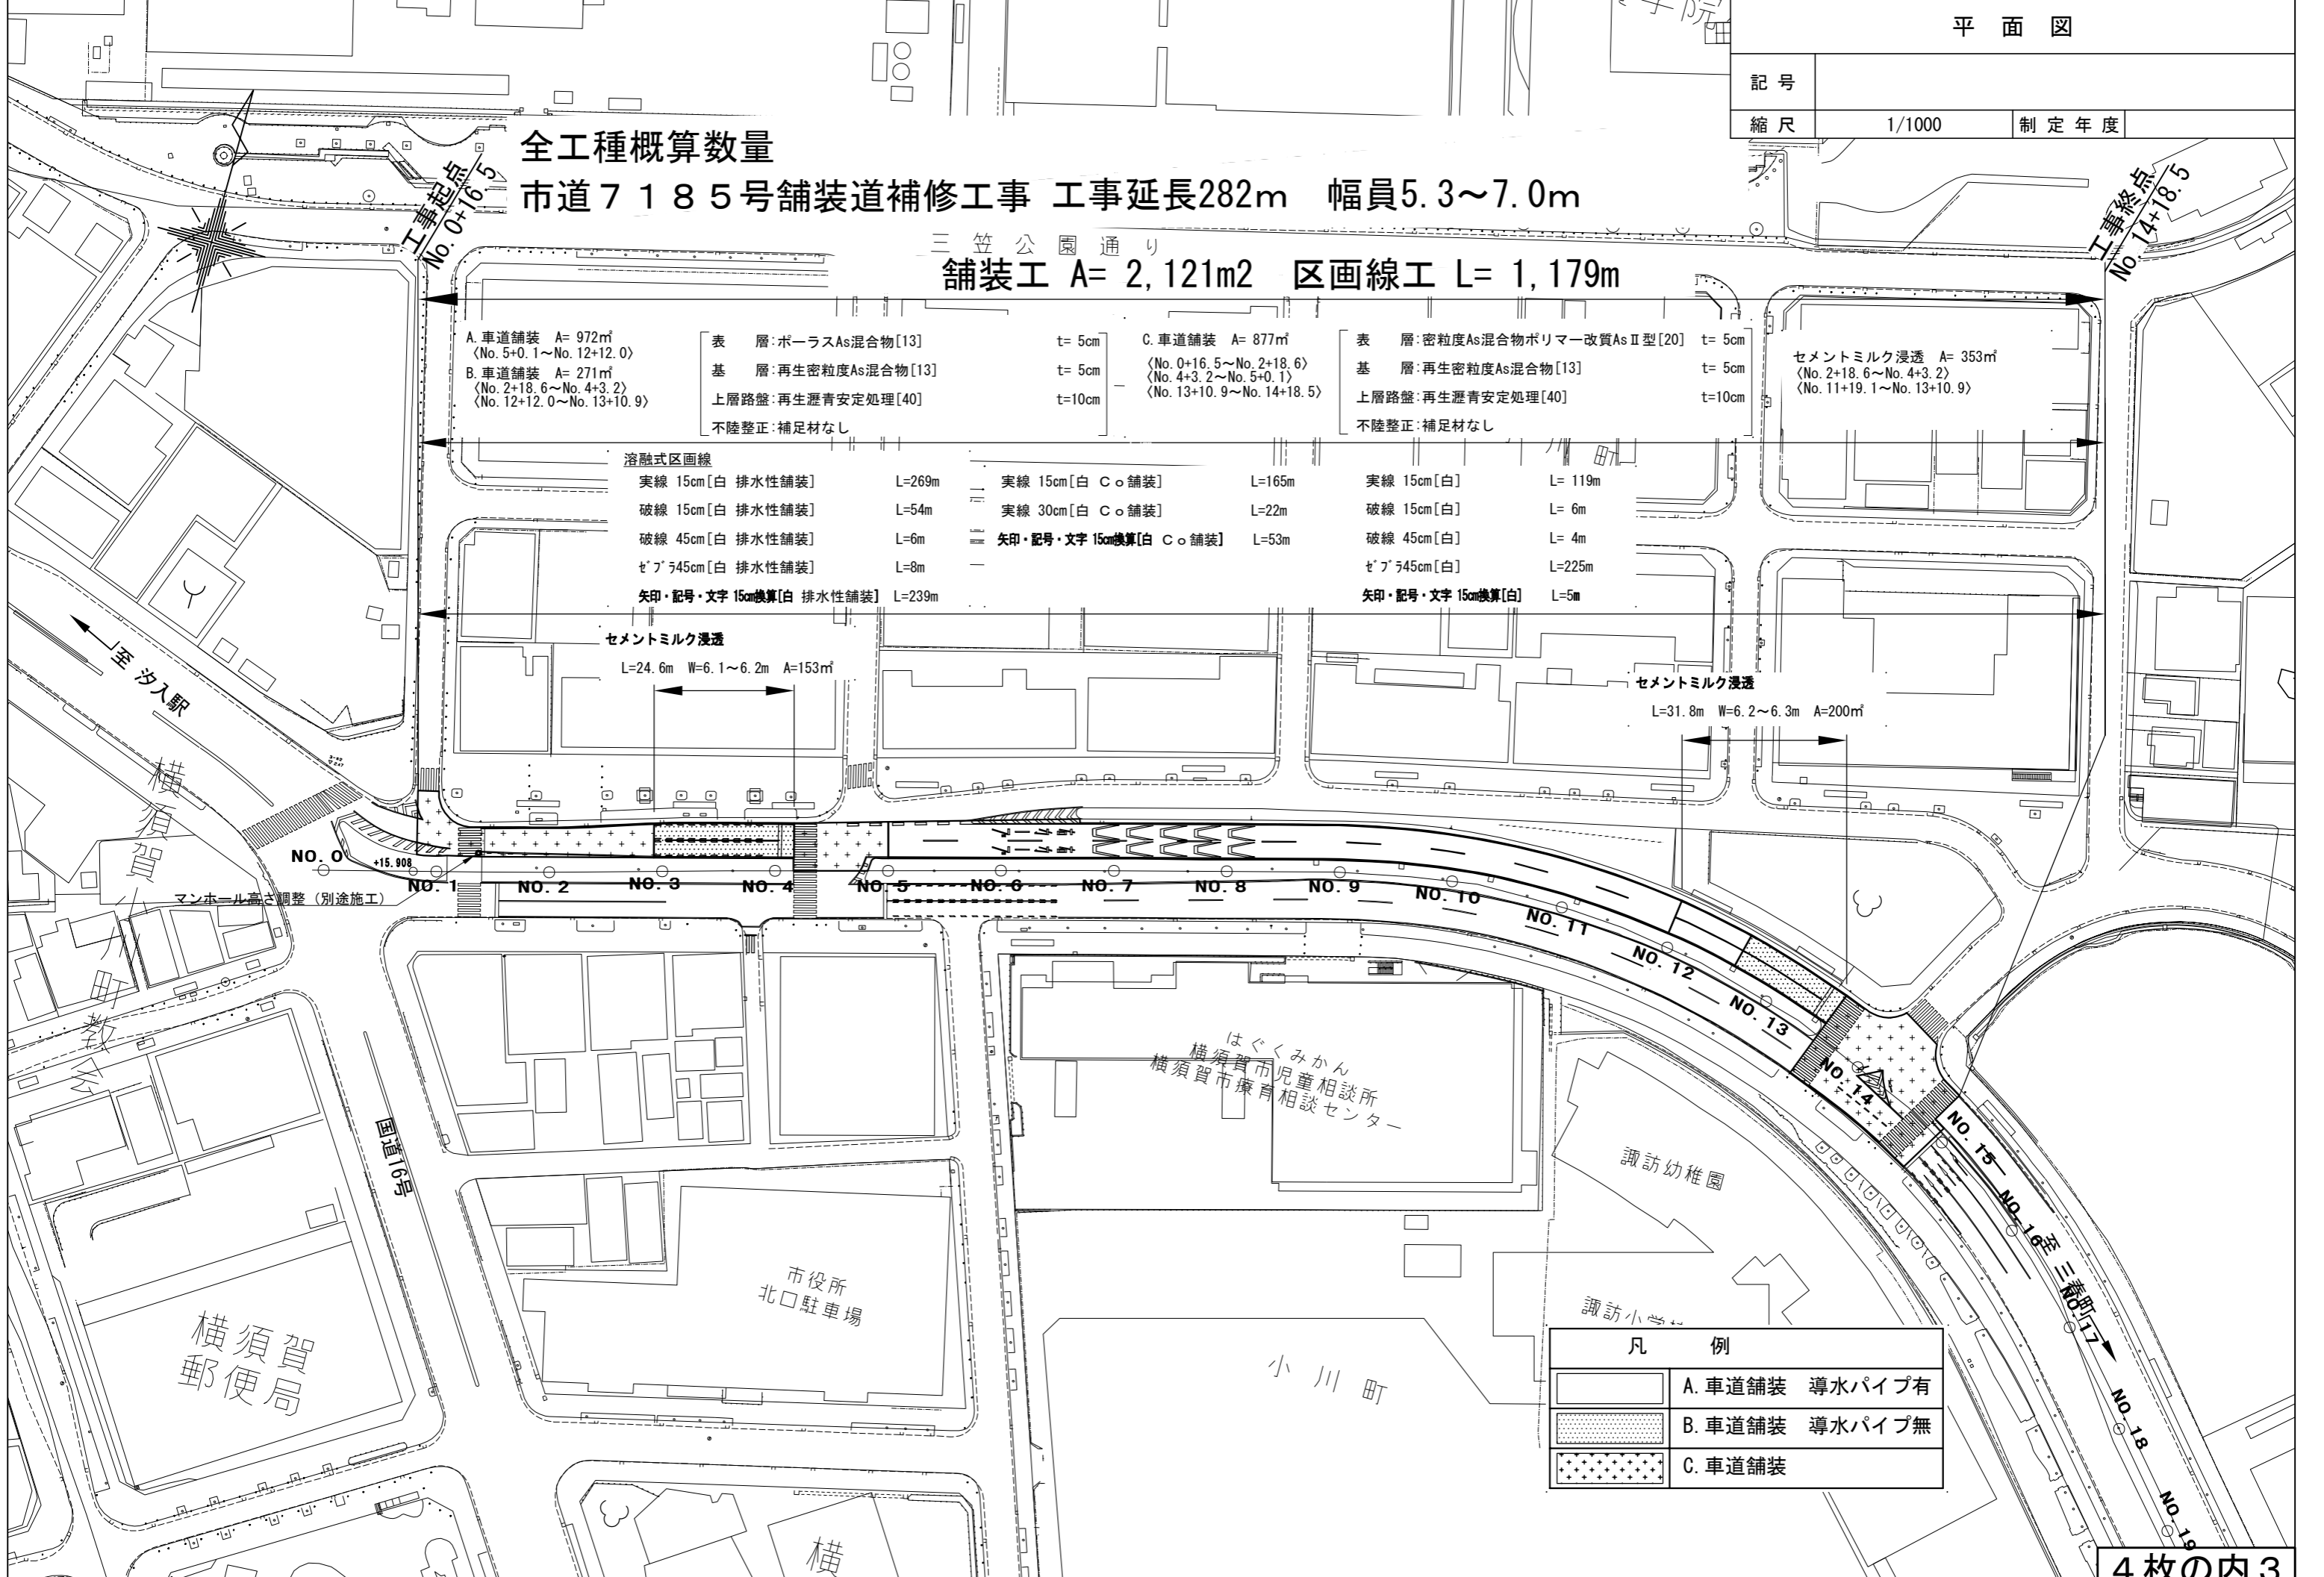 平面図
記号
縮尺 1/1000 制定年度
全工種概算数量
市道7185号舗装道補修工事 工事延長282m 幅員5.3~7.0m
工事起点
No.0+16.5
工事終点
No.14+18.5
三笠公園通り
舗装工 A= 2,121m2 区画線工 L= 1,179m
A.車道舗装 A= 972㎡
〈No.5+0.1~No.12+12.0〉
B.車道舗装 A= 271㎡
〈No.2+18.6~No.4+3.2〉
〈No.12+12.0~No.13+10.9〉
表 層:ポーラスAs混合物[13] t= 5cm
基 層:再生密粒度As混合物[13] t= 5cm
上層路盤:再生瀝青安定処理[40] t=10cm
不陸整正:補足材なし
C.車道舗装 A= 877㎡
〈No.0+16.5~No.2+18.6〉
〈No.4+3.2~No.5+0.1〉
〈No.13+10.9~No.14+18.5〉
表 層:密粒度As混合物ポリマー改質AsⅡ型[20] t= 5cm
基 層:再生密粒度As混合物[13] t= 5cm
上層路盤:再生瀝青安定処理[40] t=10cm
不陸整正:補足材なし
セメントミルク浸透 A= 353㎡
〈No.2+18.6~No.4+3.2〉
〈No.11+19.1~No.13+10.9〉
町
溶融式区画線
実線 15cm[白 排水性舗装] L=269m
破線 15cm[白 排水性舗装] L=54m
破線 45cm[白 排水性舗装] L=6m
ゼブラ45cm[白 排水性舗装] L=8m
矢印・記号・文字 15cm換算[白 排水性舗装] L=239m
実線 15cm[白 Co舗装] L=165m
実線 30cm[白 Co舗装] L=22m
矢印・記号・文字 15cm換算[白 Co舗装] L=53m
実線 15cm[白] L= 119m
破線 15cm[白] L= 6m
破線 45cm[白] L= 4m
ゼブラ45cm[白] L=225m
矢印・記号・文字 15cm換算[白] L=5m
セメントミルク浸透
L=24.6m W=6.1~6.2m A=153㎡
セメントミルク浸透
L=31.8m W=6.2~6.3m A=200㎡
至 汐入駅
横須賀小川町教会
NO.0
+15.908
NO.1
NO.2
NO.3
NO.4
NO.5
NO.6
NO.7
NO.8
NO.9
NO.10
NO.11
NO.12
NO.13
NO.14
NO.15
NO.16
NO.17
NO.18
NO.19
マンホール高さ調整(別途施工)
至 三春町
国道16号
はぐくみかん
横須賀市児童相談所
横須賀市療育相談センター
諏訪幼稚園
諏訪小学校
市役所
北口駐車場
横須賀
郵便局
小川町
横
凡例
A.車道舗装 導水パイプ有
B.車道舗装 導水パイプ無
C.車道舗装
4枚の内3